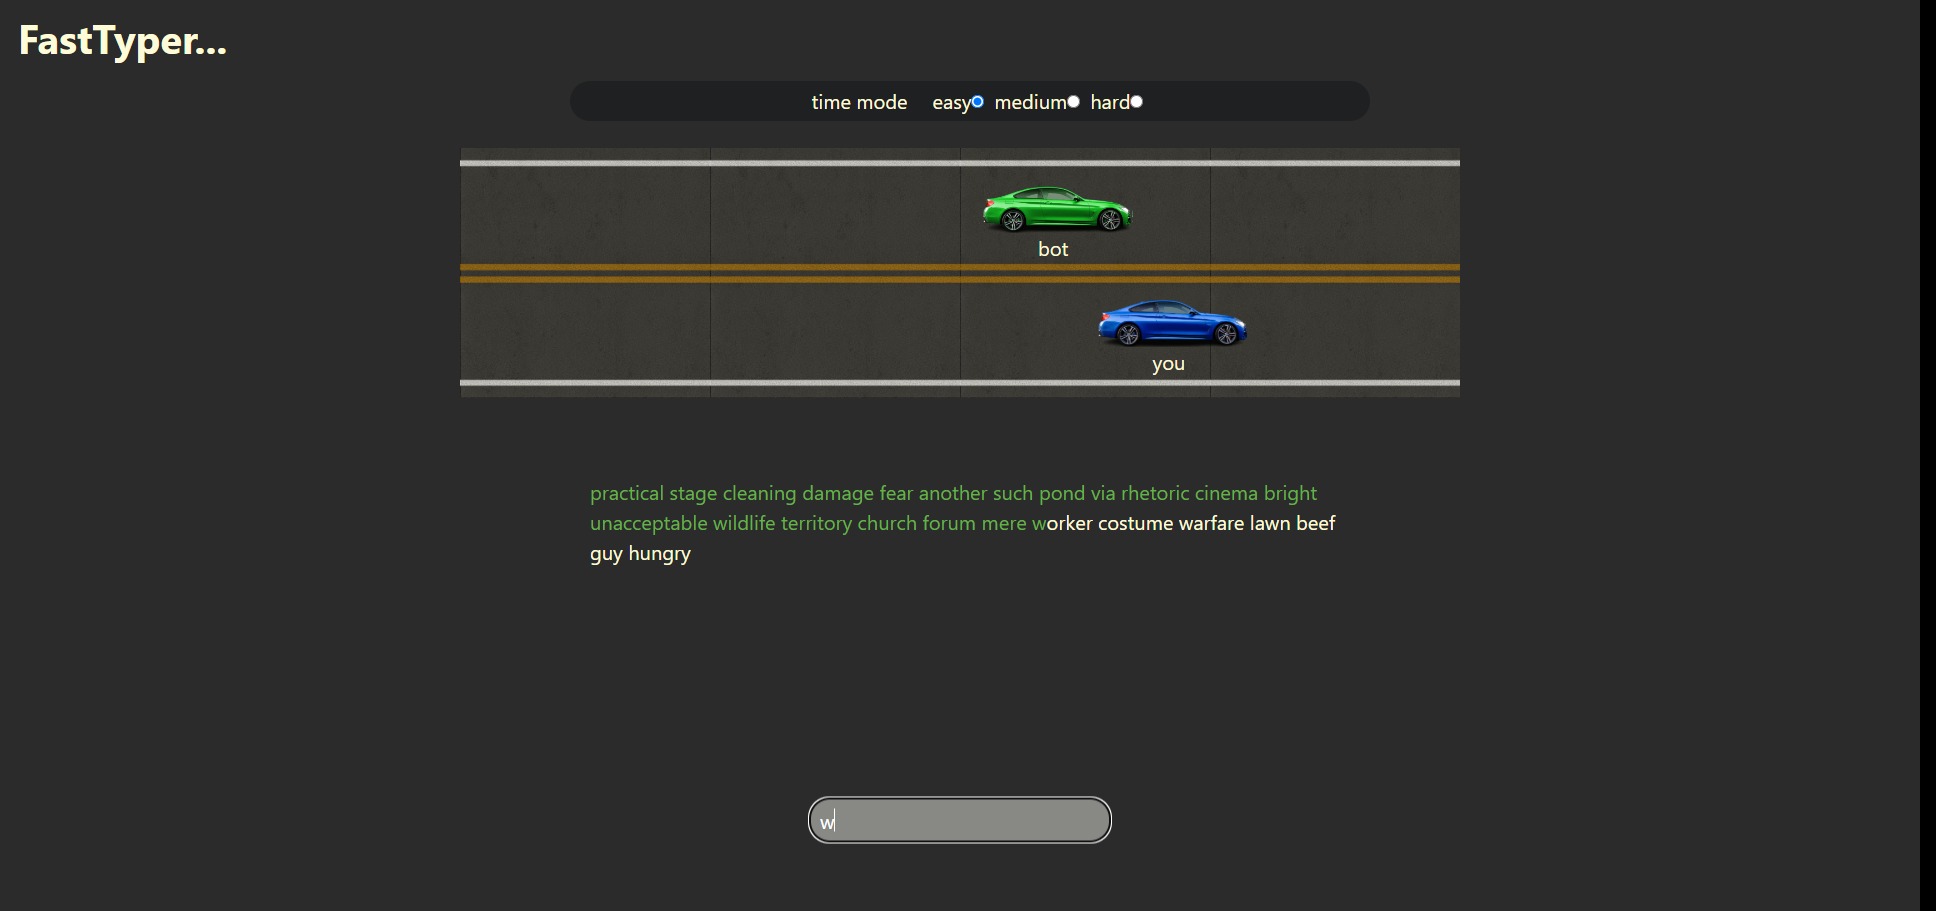 FastTyper...
time mode easy medium hard
bot
you
practical stage cleaning damage fear another such pond via rhetoric cinema bright
unacceptable wildlife territory church forum mere worker costume warfare lawn beef
guy hungry
w